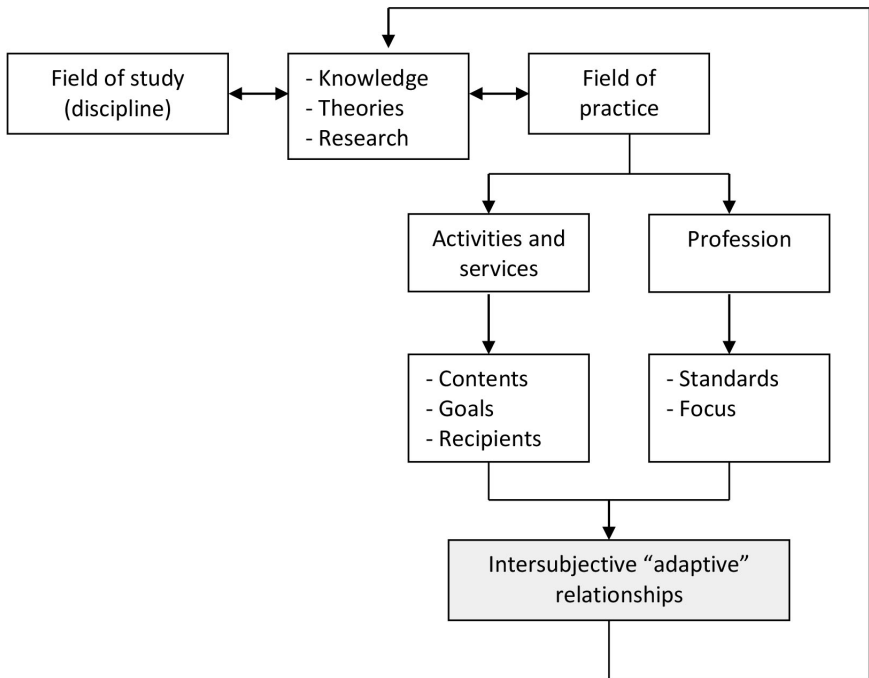 Field of study
(discipline)
- Knowledge
- Theories
- Research
Field of
practice
Activities and
services
Profession
- Contents
- Goals
- Recipients
- Standards
- Focus
Intersubjective “adaptive”
relationships